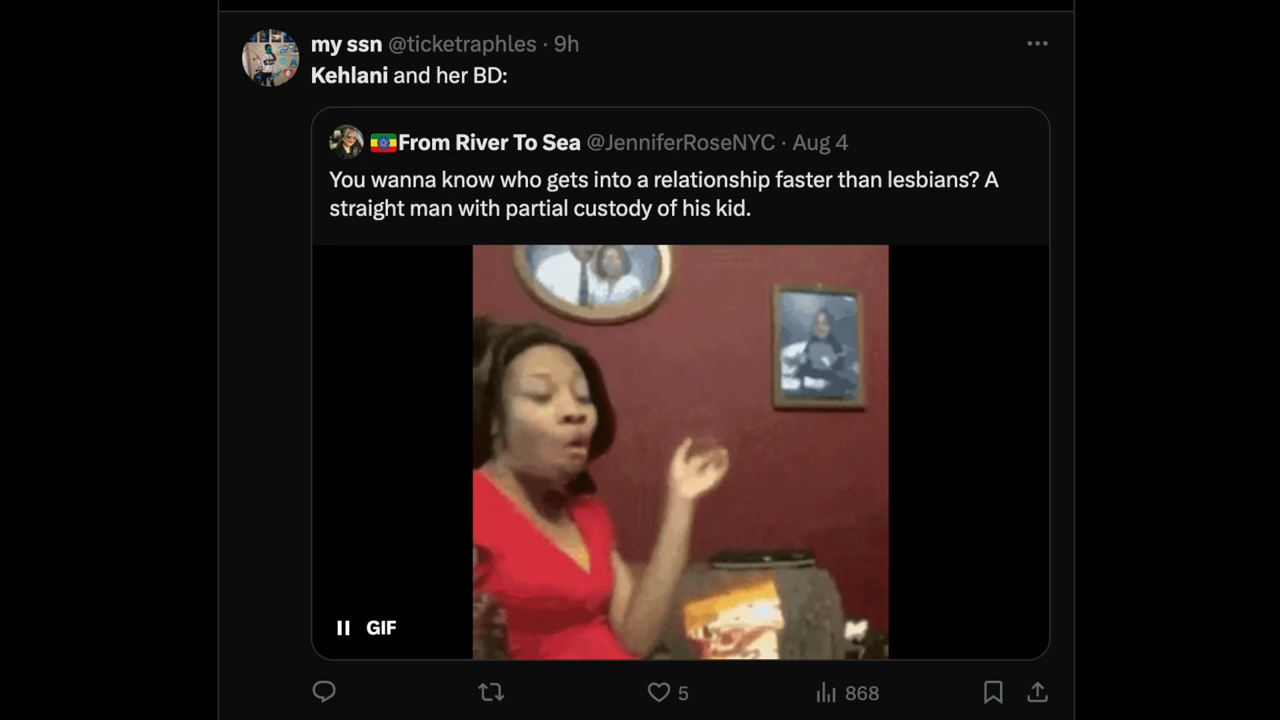 my ssn @ticketraphles · 9h
Kehlani and her BD:
From River To Sea @JenniferRoseNYC · Aug 4
You wanna know who gets into a relationship faster than lesbians? A
straight man with partial custody of his kid.
GIF
5 868